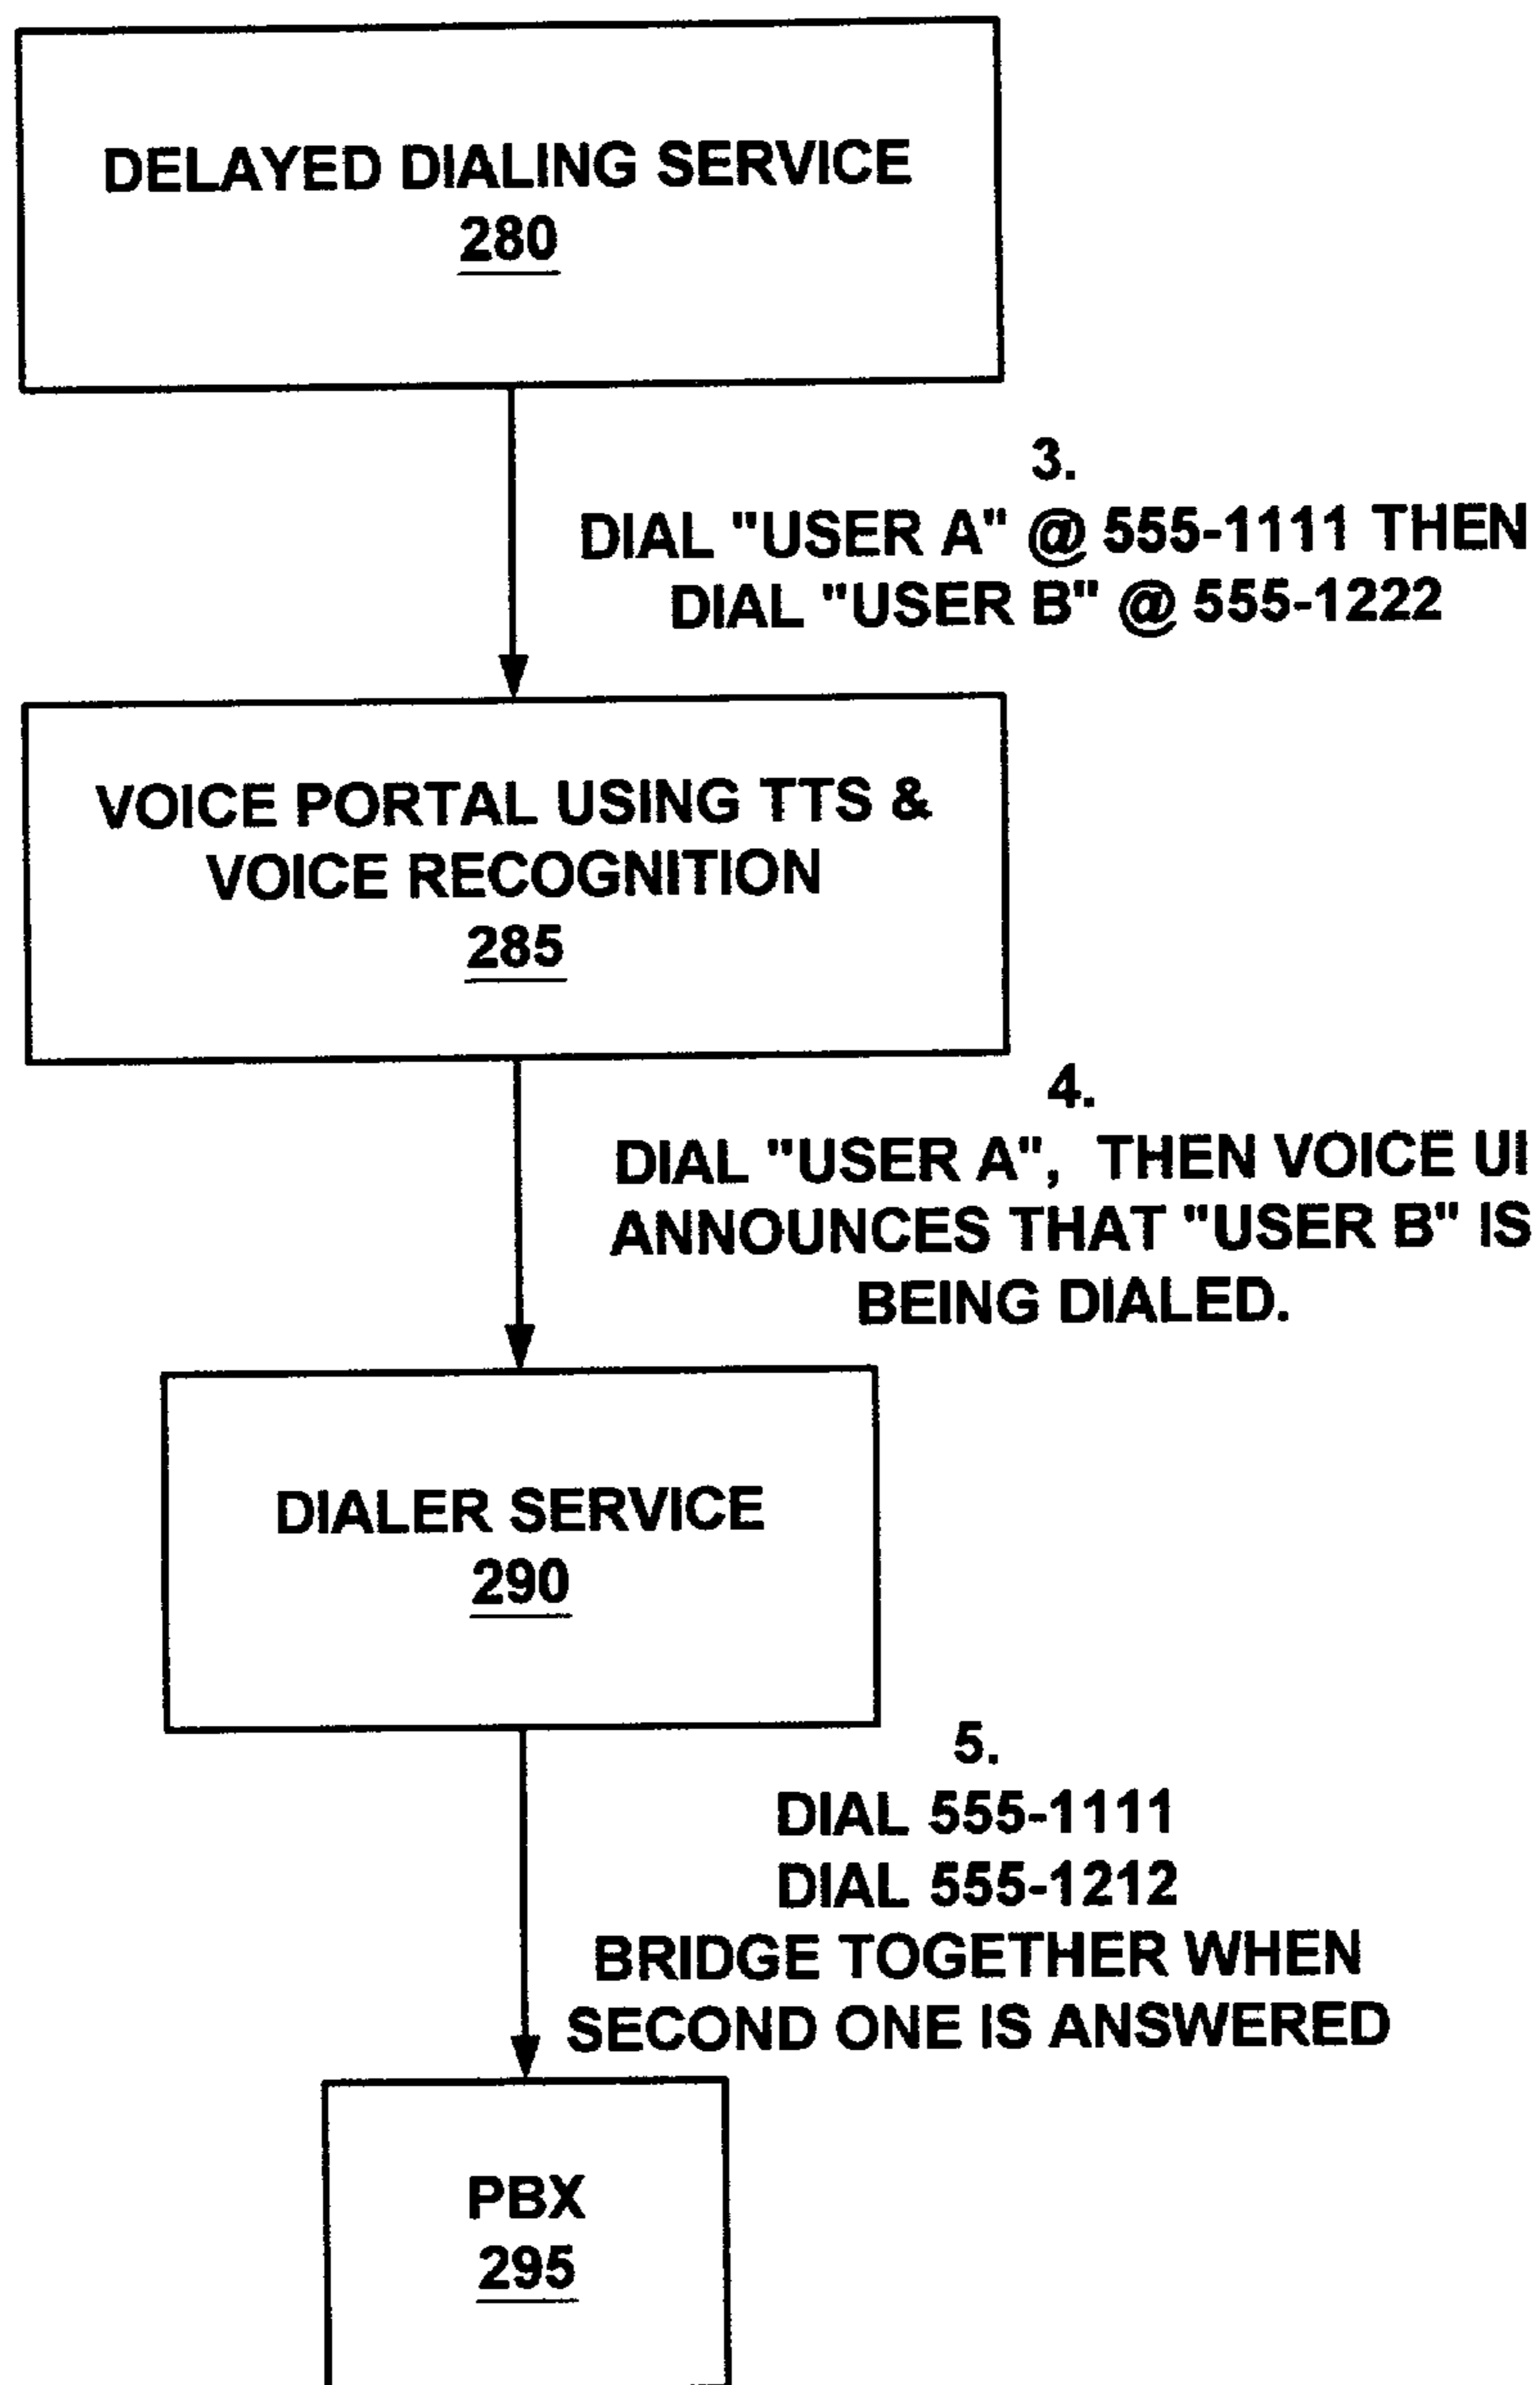 DELAYED DIALING SERVICE
280
3.
DIAL "USER A" @ 555-1111 THEN
DIAL "USER B" @ 555-1222
VOICE PORTAL USING TTS &
VOICE RECOGNITION
285
4.
DIAL "USER A", THEN VOICE UI
ANNOUNCES THAT "USER B" IS
BEING DIALED.
DIALER SERVICE
290
5.
DIAL 555-1111
DIAL 555-1212
BRIDGE TOGETHER WHEN
SECOND ONE IS ANSWERED
PBX
295